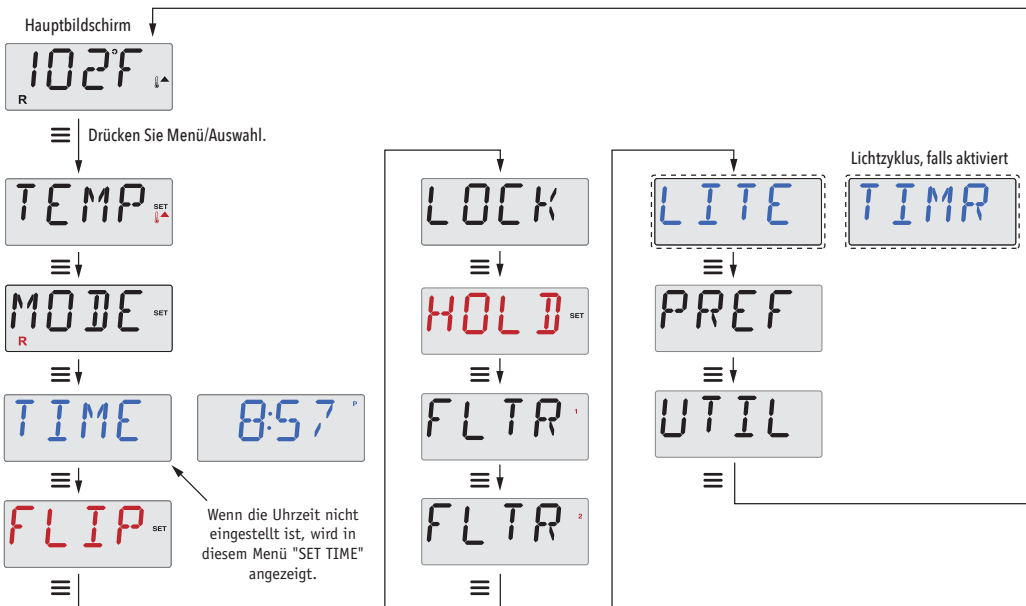 Hauptbildschirm
102°F
R
Drücken Sie Menü/Auswahl.
TEMP SET
MODE SET
R
TIME
8:57 P
FLIP SET
Wenn die Uhrzeit nicht
eingestellt ist, wird in
diesem Menü "SET TIME"
angezeigt.
LOCK
HOLD SET
FLTR 1
FLTR 2
LITE
Lichtzyklus, falls aktiviert
TIMR
PREF
UTIL